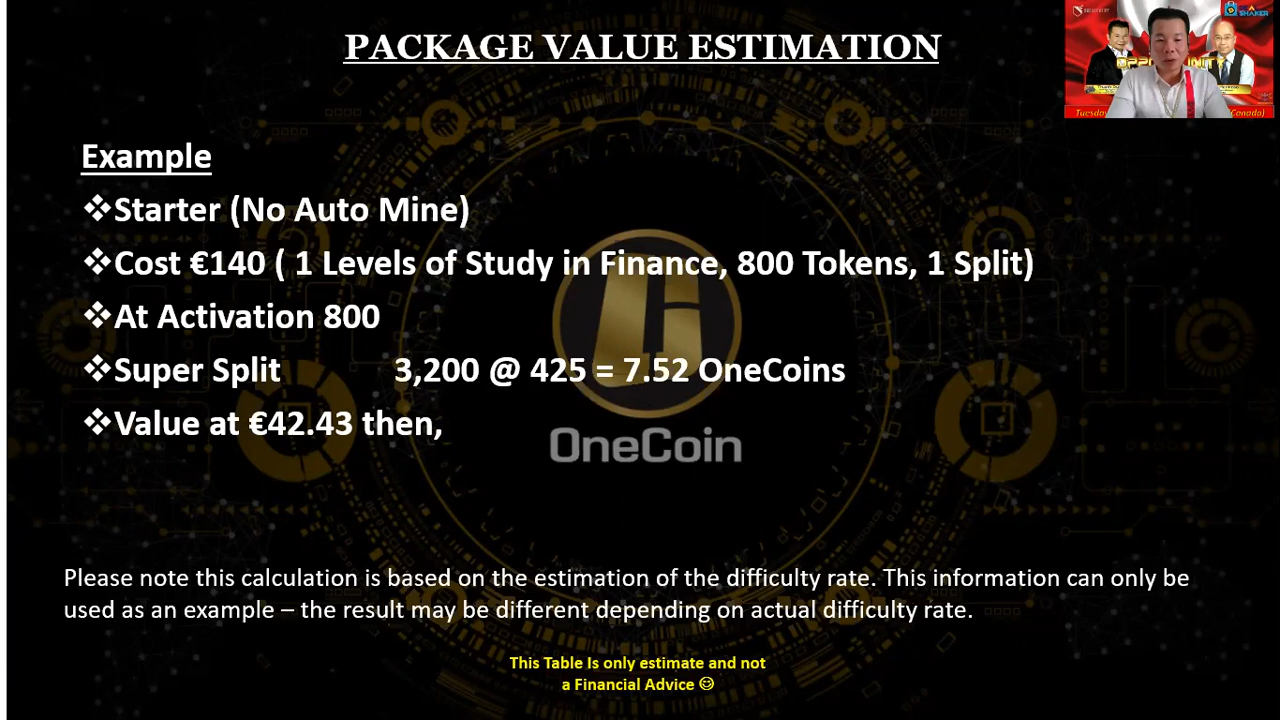 PACKAGE VALUE ESTIMATION
SHAKER
Tuesday
(Canada)
Example
❖Starter (No Auto Mine)
❖Cost €140 ( 1 Levels of Study in Finance, 800 Tokens, 1 Split)
❖At Activation 800
❖Super Split 3,200 @ 425 = 7.52 OneCoins
❖Value at €42.43 then,
OneCoin
Please note this calculation is based on the estimation of the difficulty rate. This information can only be
used as an example – the result may be different depending on actual difficulty rate.
This Table Is only estimate and not
a Financial Advice ☺